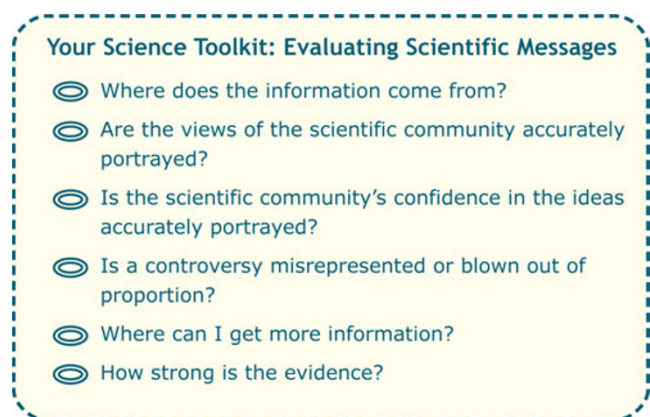 Your Science Toolkit: Evaluating Scientific Messages
Where does the information come from?
Are the views of the scientific community accurately
portrayed?
Is the scientific community's confidence in the ideas
accurately portrayed?
Is a controversy misrepresented or blown out of
proportion?
Where can I get more information?
How strong is the evidence?